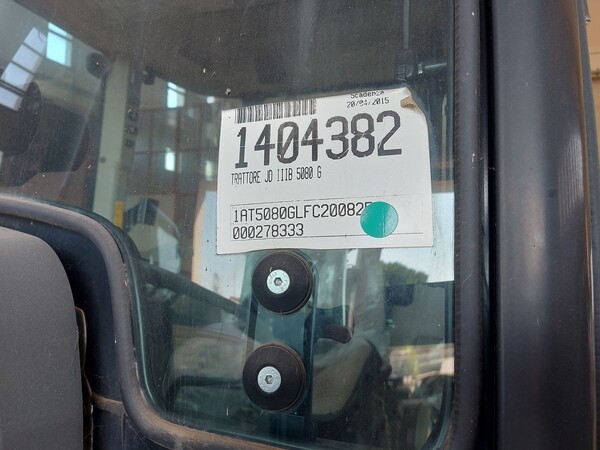 Scadenza
20/04/2015
1404382
TRATTORE JD IIIB 5080 G
000278333